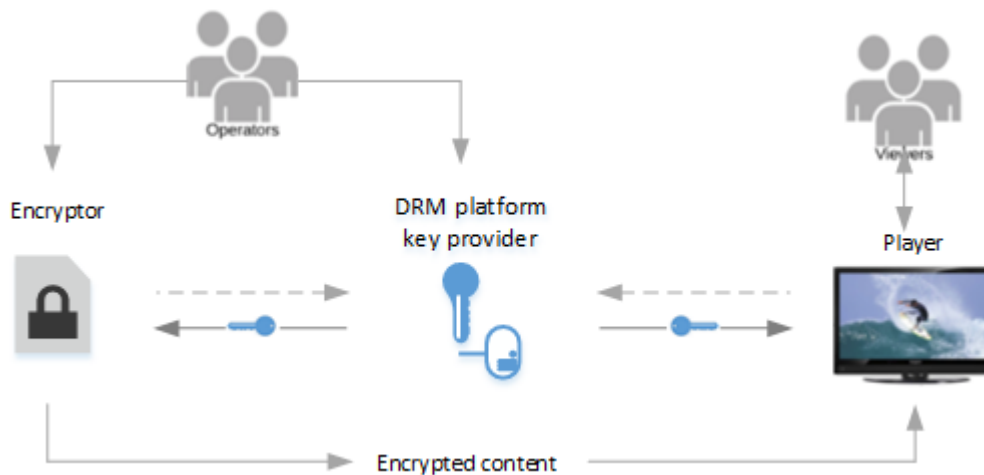 Operators
Viewers
Encryptor
DRM platform
key provider
Player
Encrypted content